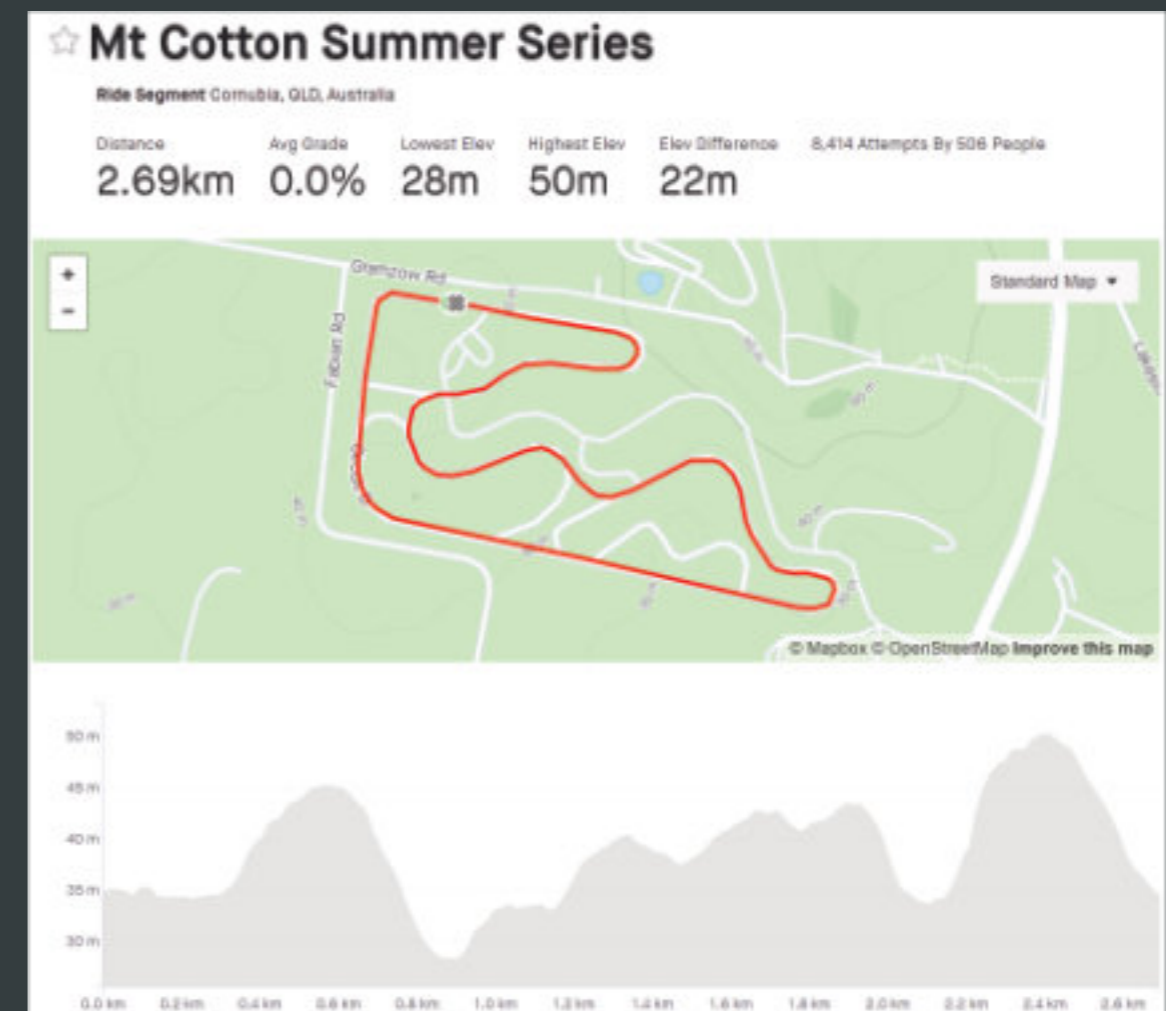 Mt Cotton Summer Series
Ride Segment Cornubia, QLD, Australia
Distance Avg Grade Lowest Elev Highest Elev Elev Difference 8,414 Attempts By 506 People
2.69km 0.0% 28m 50m 22m
+
Standard Map
−
Gramzow Rd
Fabian Rd
© Mapbox © OpenStreetMap Improve this map
50 m
45 m
40 m
35 m
30 m
0.0 km 0.2 km 0.4 km 0.6 km 0.8 km 1.0 km 1.2 km 1.4 km 1.6 km 1.8 km 2.0 km 2.2 km 2.4 km 2.6 km